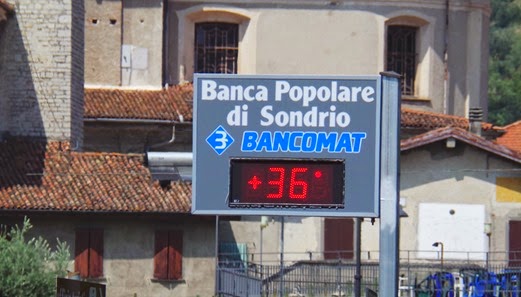 Banca Popolare
di Sondrio
BANCOMAT
+36°